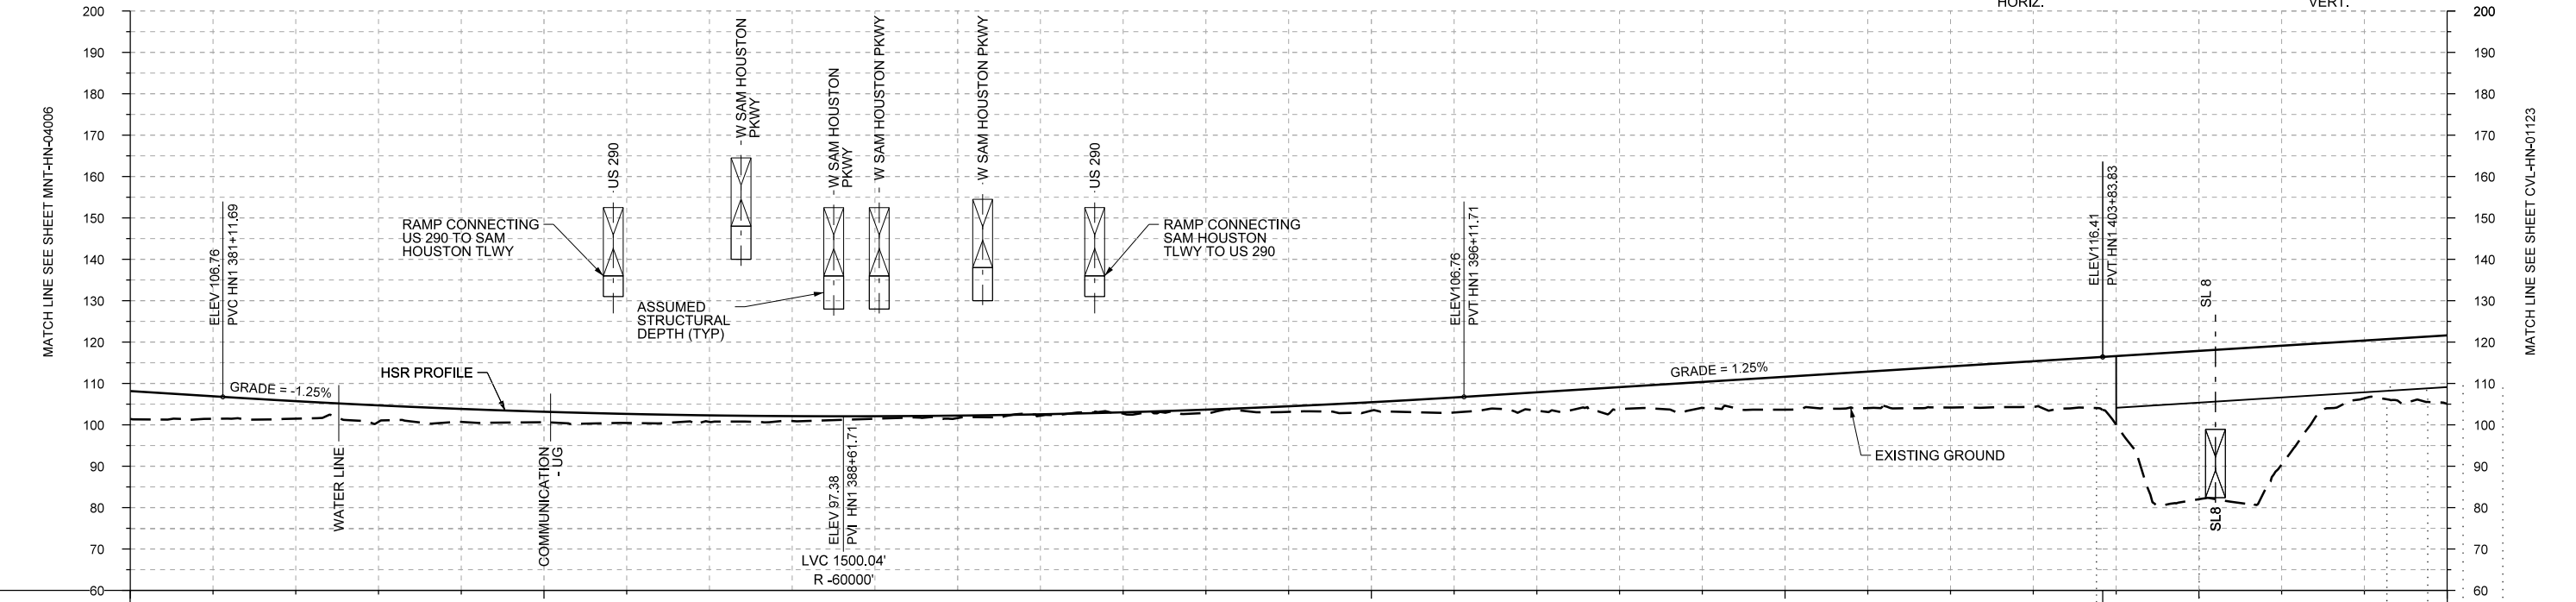 HORIZ.
VERT.
200
190
180
170
160
150
140
130
120
110
100
90
80
70
60
MATCH LINE SEE SHEET MNT-HN-04006
ELEV 106.76
PVC HN1 381+11.69
GRADE = -1.25%
WATER LINE
HSR PROFILE
RAMP CONNECTING
US 290 TO SAM
HOUSTON TLWY
COMMUNICATION
- UG
US 290
W SAM HOUSTON
PKWY
ASSUMED
STRUCTURAL
DEPTH (TYP)
W SAM HOUSTON
PKWY
W SAM HOUSTON PKWY
W SAM HOUSTON PKWY
ELEV 97.38
PVI HN1 388+61.71
LVC 1500.04'
R -60000'
US 290
RAMP CONNECTING
SAM HOUSTON
TLWY TO US 290
ELEV106.76
PVT HN1 396+11.71
GRADE = 1.25%
EXISTING GROUND
ELEV116.41
PVT HN1 403+83.83
SL 8
SL8
200
190
180
170
160
150
140
130
120
110
100
90
80
70
60
MATCH LINE SEE SHEET CVL-HN-01123